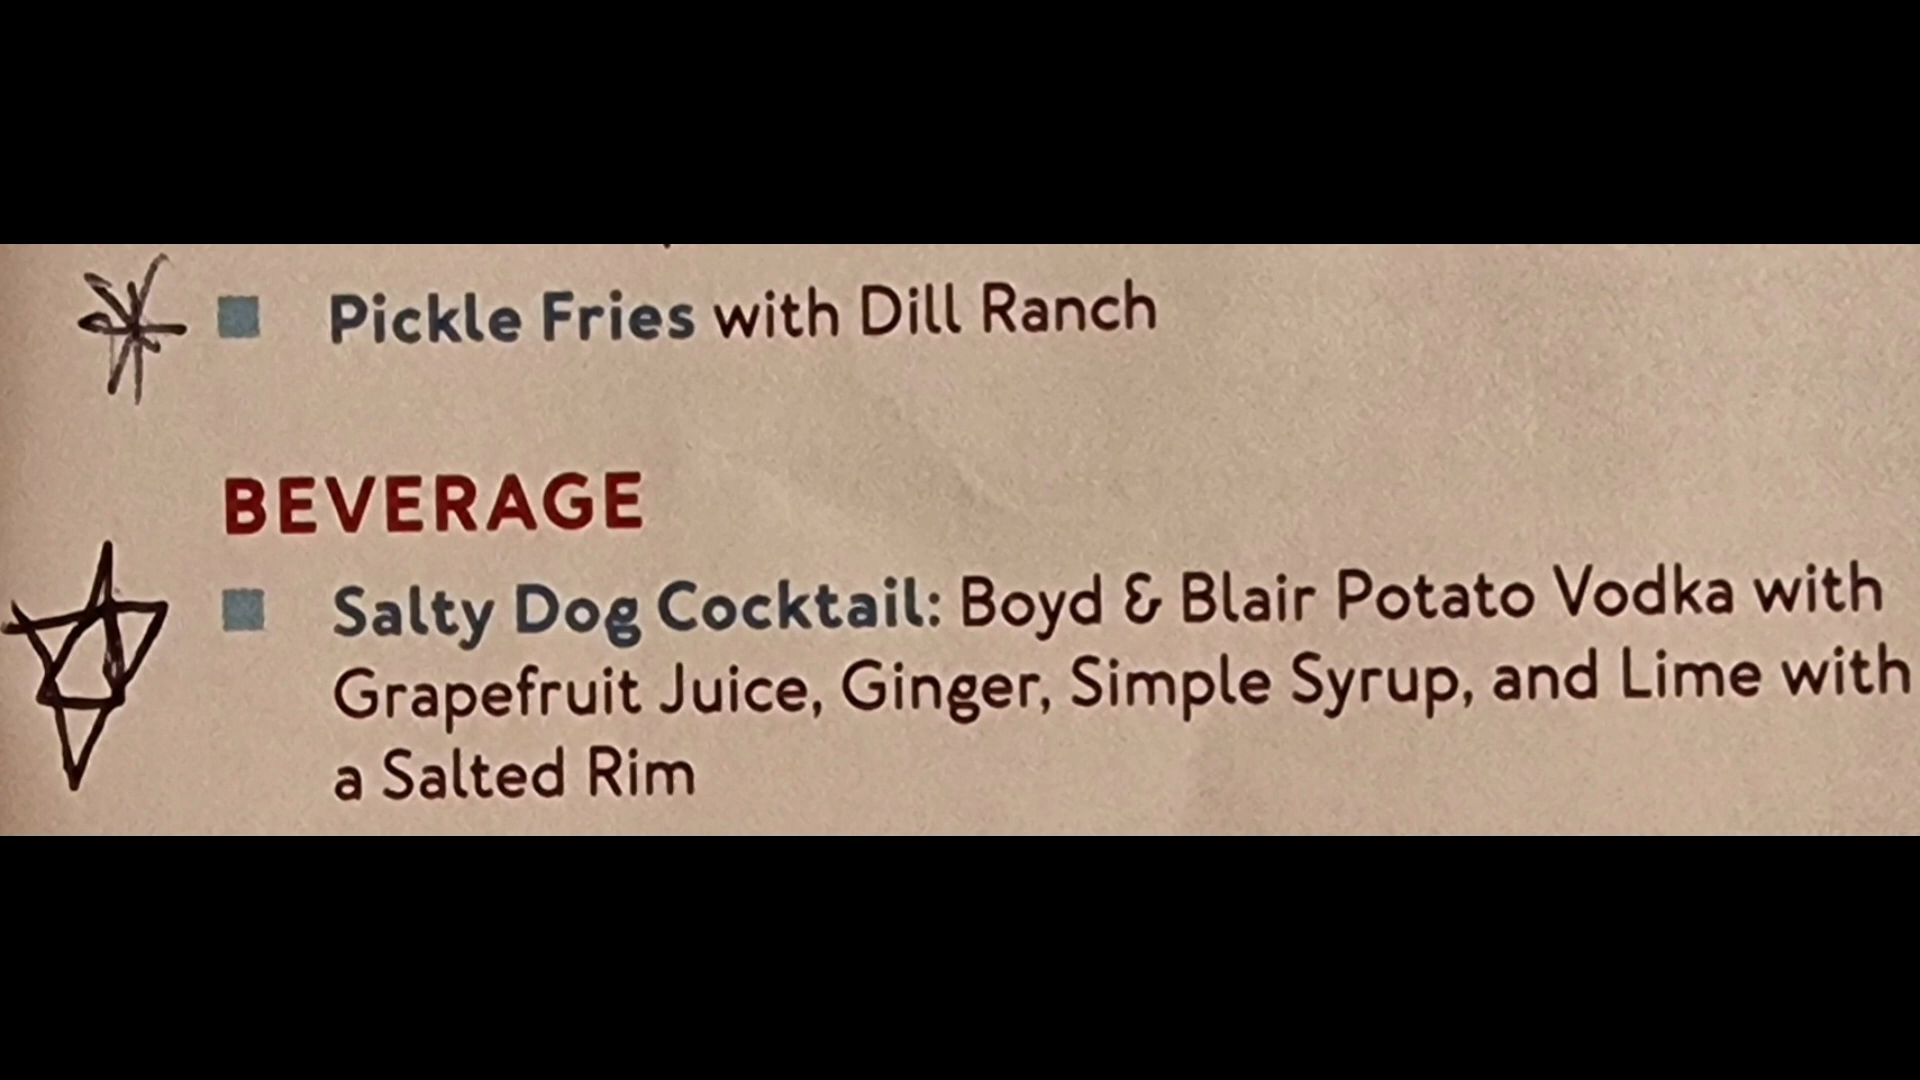 Pickle Fries with Dill Ranch
BEVERAGE
Salty Dog Cocktail: Boyd & Blair Potato Vodka with
Grapefruit Juice, Ginger, Simple Syrup, and Lime with
a Salted Rim